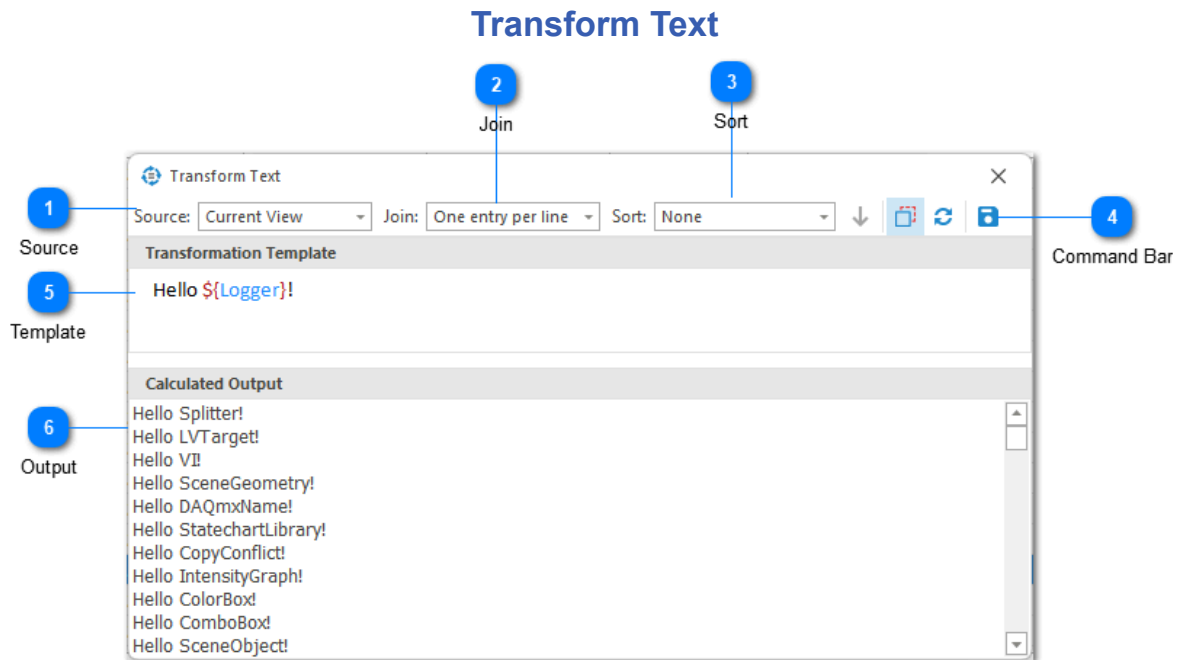 Transform Text
2
3
Join
Sort
Transform Text
1
Source: Current View Join: One entry per line Sort: None
4
Source
Command Bar
Transformation Template
5
Hello ${Logger}!
Template
Calculated Output
Hello Splitter!
6
Hello LVTarget!
Hello VI!
Output
Hello SceneGeometry!
Hello DAQmxName!
Hello StatechartLibrary!
Hello CopyConflict!
Hello IntensityGraph!
Hello ColorBox!
Hello ComboBox!
Hello SceneObject!